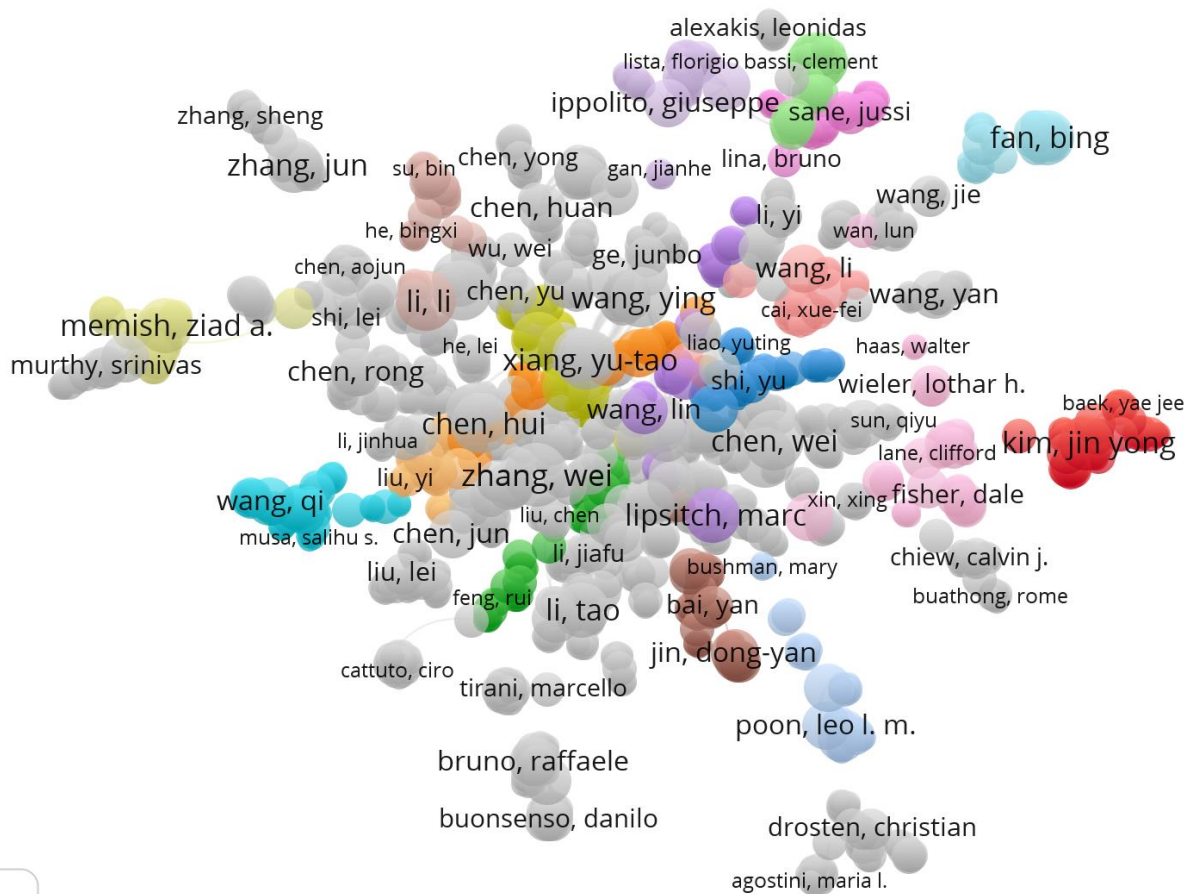 alexakis, leonidas
lista, florigio bassi, clement
ippolito, giuseppe
sane, jussi
zhang, sheng
fan, bing
zhang, jun
su, bin
chen, yong
gan, jianhe
lina, bruno
wang, jie
chen, huan
li, yi
he, bingxi
wan, lun
wu, wei
ge, junbo
chen, aojun
wang, li
chen, yu
wang, ying
li, li
wang, yan
cai, xue-fei
shi, lei
memish, ziad a.
liao, yuting
he, lei
haas, walter
xiang, yu-tao
murthy, srinivas
chen, rong
shi, yu
wieler, lothar h.
baek, yae jee
wang, lin
chen, hui
sun, qiyu
li, jinhua
chen, wei
kim, jin yong
lane, clifford
liu, yi
zhang, wei
wang, qi
xin, xing
fisher, dale
liu, chen
lipsitch, marc
musa, salihu s.
chen, jun
li, jiafu
chiew, calvin j.
bushman, mary
liu, lei
feng, rui
buathong, rome
bai, yan
li, tao
jin, dong-yan
cattuto, ciro
tirani, marcello
poon, leo l. m.
bruno, raffaele
buonsenso, danilo
drosten, christian
agostini, maria l.